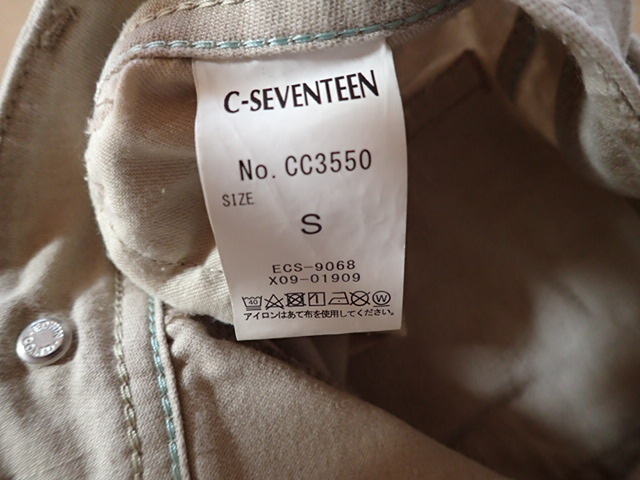 C-SEVENTEEN
No. CC3550
SIZE
S
ECS-9068
X09-01909
40 W
アイロンはあて布を使用してください。